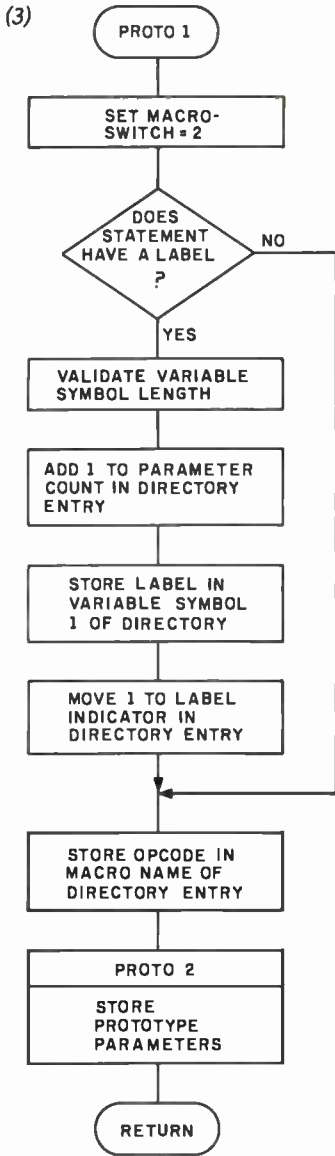 (3)
PROTO 1
SET MACRO-
SWITCH = 2
DOES
STATEMENT
HAVE A LABEL
?
NO
YES
VALIDATE VARIABLE
SYMBOL LENGTH
ADD 1 TO PARAMETER
COUNT IN DIRECTORY
ENTRY
STORE LABEL IN
VARIABLE SYMBOL
1 OF DIRECTORY
MOVE 1 TO LABEL
INDICATOR IN
DIRECTORY ENTRY
STORE OPCODE IN
MACRO NAME OF
DIRECTORY ENTRY
PROTO 2
STORE
PROTOTYPE
PARAMETERS
RETURN